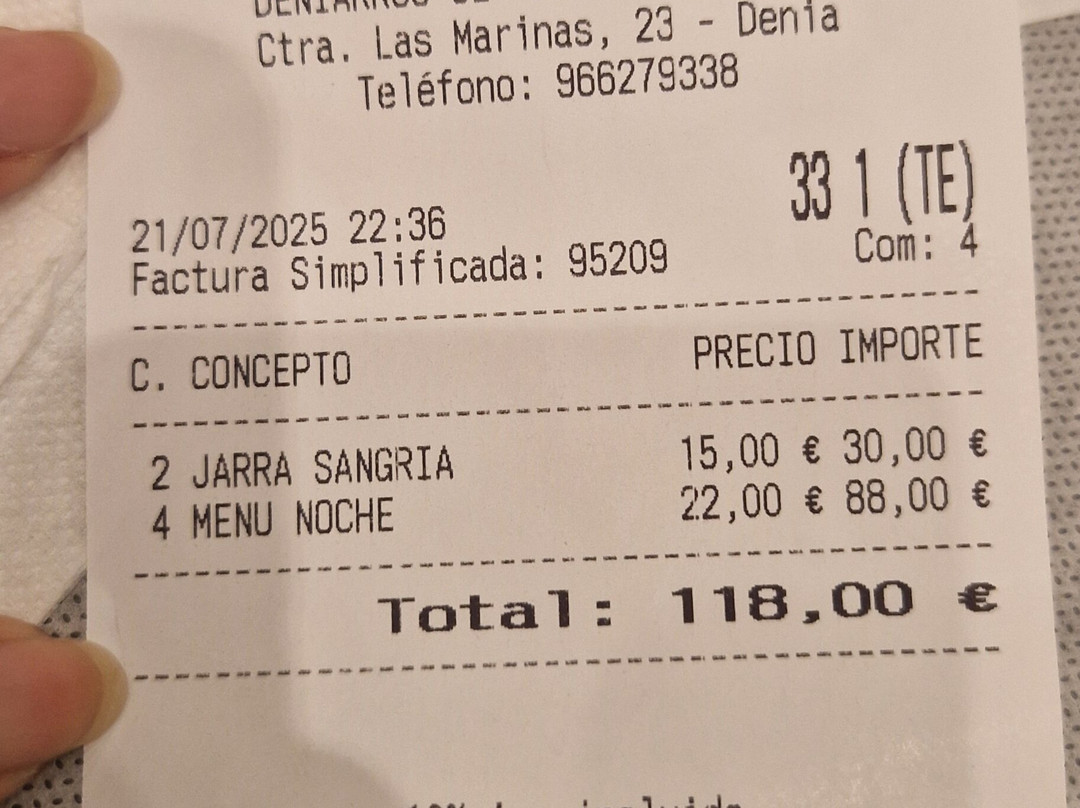 Ctra. Las Marinas, 23 - Denia
Teléfono: 966279338
33 1 (TE)
21/07/2025 22:36
Com: 4
Factura Simplificada: 95209
C. CONCEPTO PRECIO IMPORTE
2 JARRA SANGRIA 15,00 € 30,00 €
4 MENU NOCHE 22,00 € 88,00 €
Total: 118,00 €